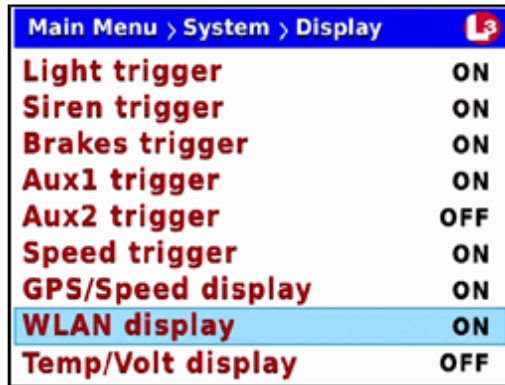 Main Menu > System > Display L3
Light trigger ON
Siren trigger ON
Brakes trigger ON
Aux1 trigger ON
Aux2 trigger OFF
Speed trigger ON
GPS/Speed display ON
WLAN display ON
Temp/Volt display OFF